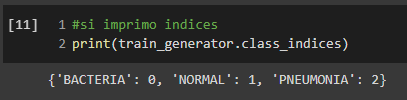 [11] 1 #si imprimo indices
2 print(train_generator.class_indices)
{'BACTERIA': 0, 'NORMAL': 1, 'PNEUMONIA': 2}